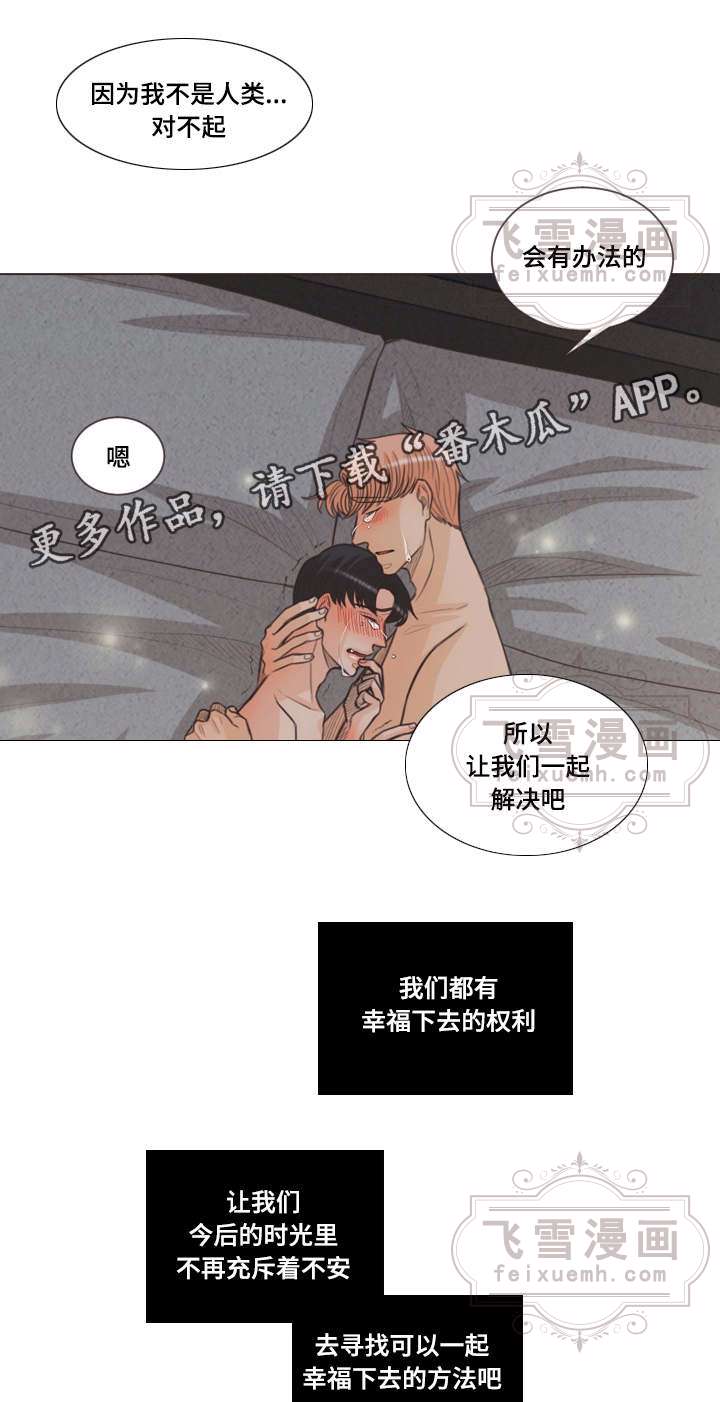 因为我不是人类...
对不起
飞雪漫画
feixuemh.com
会有办法的
嗯
更多作品，请下载“番木瓜”APP。
所以
让我们一起
解决吧
飞雪漫画
feixuemh.com
我们都有
幸福下去的权利
让我们
今后的时光里
不再充斥着不安
飞雪漫画
feixuemh.com
去寻找可以一起
幸福下去的方法吧